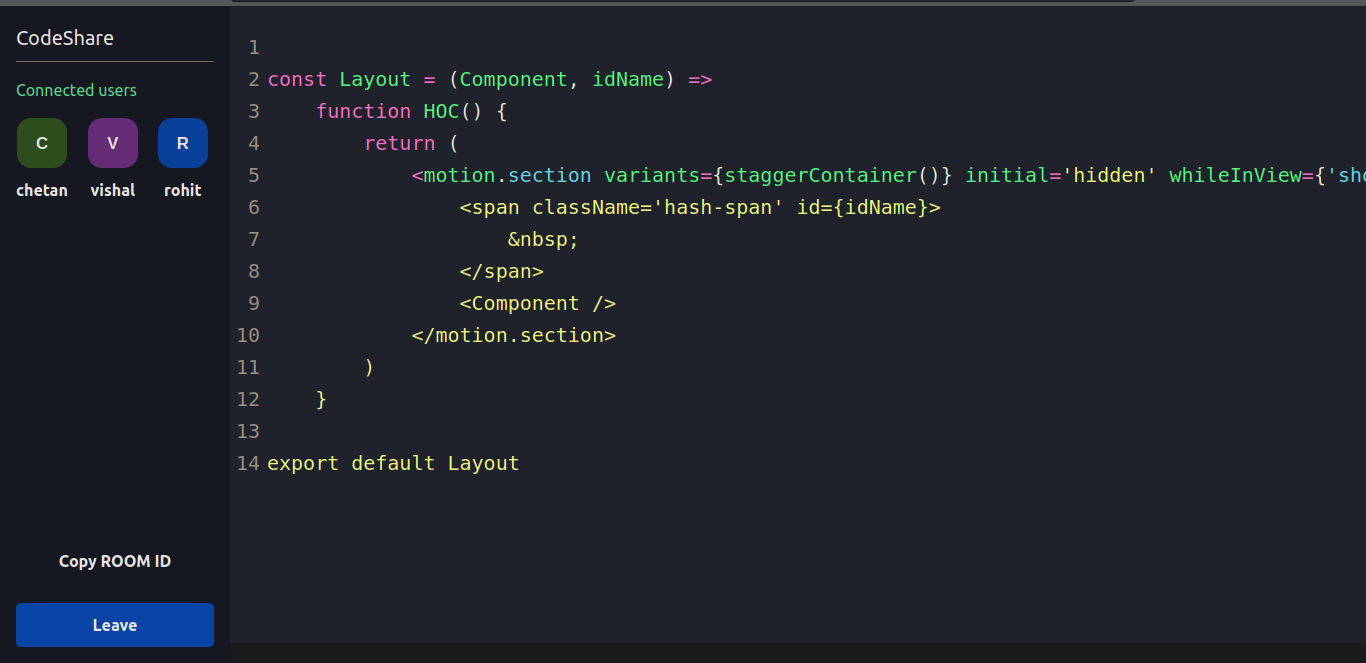 CodeShare
Connected users
C V R
chetan vishal rohit
Copy ROOM ID
Leave
1
2 const Layout = (Component, idName) =>
3     function HOC() {
4         return (
5             <motion.section variants={staggerContainer()} initial='hidden' whileInView={'sho
6                 <span className='hash-span' id={idName}>
7                     &nbsp;
8                 </span>
9                 <Component />
10             </motion.section>
11         )
12     }
13
14 export default Layout